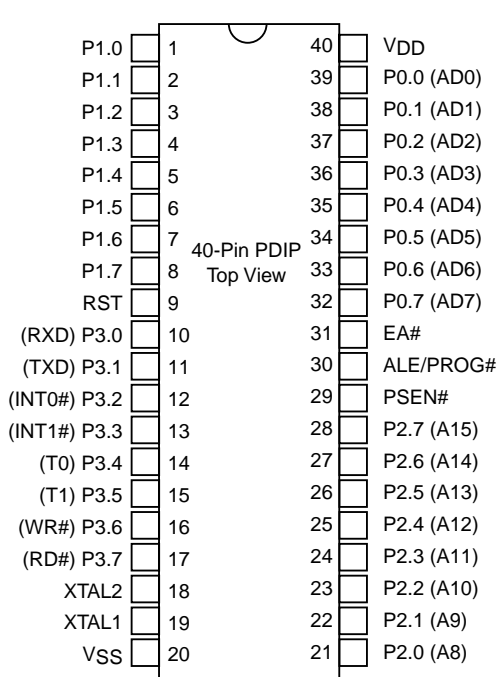 P1.0 1 40 VDD
P1.1 2 39 P0.0 (AD0)
P1.2 3 38 P0.1 (AD1)
P1.3 4 37 P0.2 (AD2)
P1.4 5 36 P0.3 (AD3)
P1.5 6 35 P0.4 (AD4)
P1.6 7 40-Pin PDIP 34 P0.5 (AD5)
P1.7 8 Top View 33 P0.6 (AD6)
RST 9 32 P0.7 (AD7)
(RXD) P3.0 10 31 EA#
(TXD) P3.1 11 30 ALE/PROG#
(INT0#) P3.2 12 29 PSEN#
(INT1#) P3.3 13 28 P2.7 (A15)
(T0) P3.4 14 27 P2.6 (A14)
(T1) P3.5 15 26 P2.5 (A13)
(WR#) P3.6 16 25 P2.4 (A12)
(RD#) P3.7 17 24 P2.3 (A11)
XTAL2 18 23 P2.2 (A10)
XTAL1 19 22 P2.1 (A9)
VSS 20 21 P2.0 (A8)